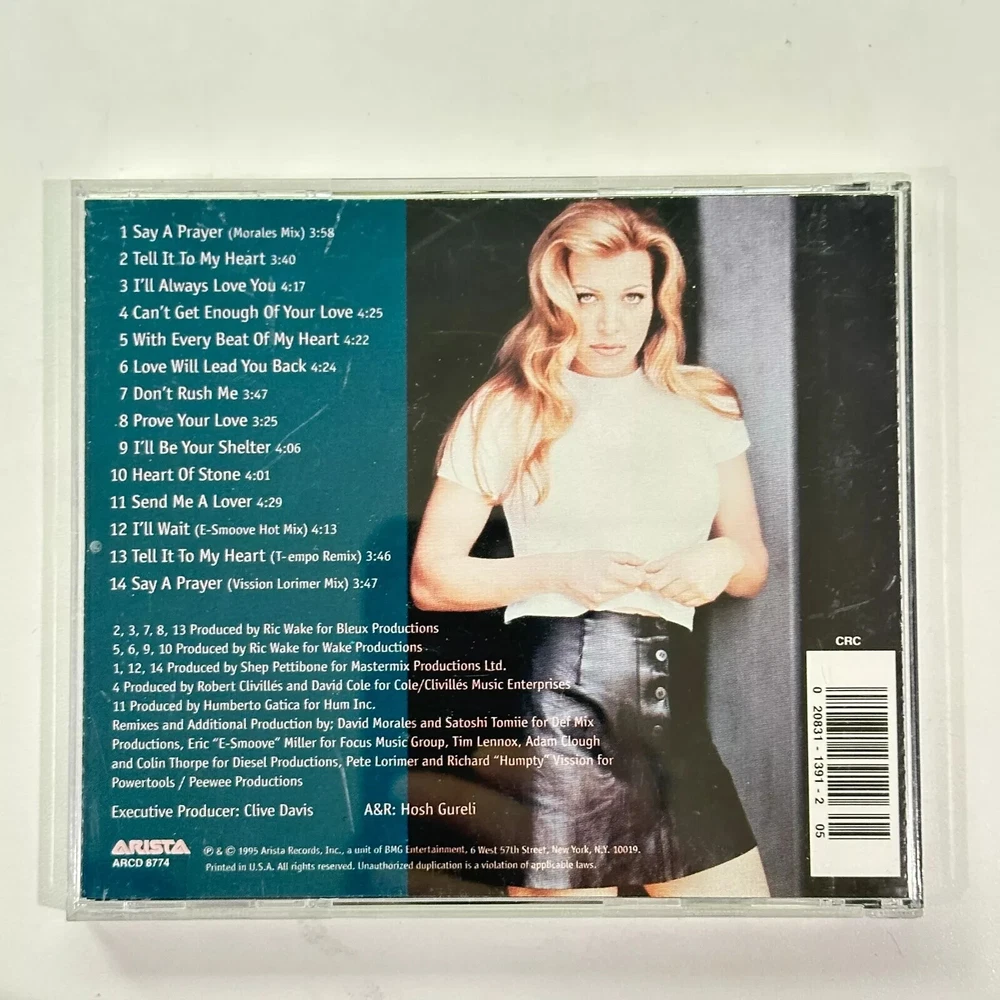 1 Say A Prayer (Morales Mix) 3:58
2 Tell It To My Heart 3:40
3 I'll Always Love You 4:17
4 Can't Get Enough Of Your Love 4:25
5 With Every Beat Of My Heart 4:22
6 Love Will Lead You Back 4:24
7 Don't Rush Me 3:47
8 Prove Your Love 3:25
9 I'll Be Your Shelter 4:06
10 Heart Of Stone 4:01
11 Send Me A Lover 4:29
12 I'll Wait (E-Smoove Hot Mix) 4:13
13 Tell It To My Heart (T-empo Remix) 3:46
14 Say A Prayer (Vission Lorimer Mix) 3:47
2, 3, 7, 8, 13 Produced by Ric Wake for Bleux Productions
5, 6, 9, 10 Produced by Ric Wake for Wake Productions
1, 12, 14 Produced by Shep Pettibone for Mastermix Productions Ltd.
4 Produced by Robert Clivillés and David Cole for Cole/Clivillés Music Enterprises
11 Produced by Humberto Gatica for Hum Inc.
Remixes and Additional Production by; David Morales and Satoshi Tomiie for Def Mix
Productions, Eric "E-Smoove" Miller for Focus Music Group, Tim Lennox, Adam Clough
and Colin Thorpe for Diesel Productions, Pete Lorimer and Richard "Humpty" Vission for
Powertools / Peewee Productions
Executive Producer: Clive Davis A&R: Hosh Gureli
ARISTA
ARCD 8774
℗ & © 1995 Arista Records, Inc., a unit of BMG Entertainment, 6 West 57th Street, New York, N.Y. 10019.
Printed in U.S.A. All rights reserved. Unauthorized duplication is a violation of applicable laws.
CRC
0 20831-1391-2 05